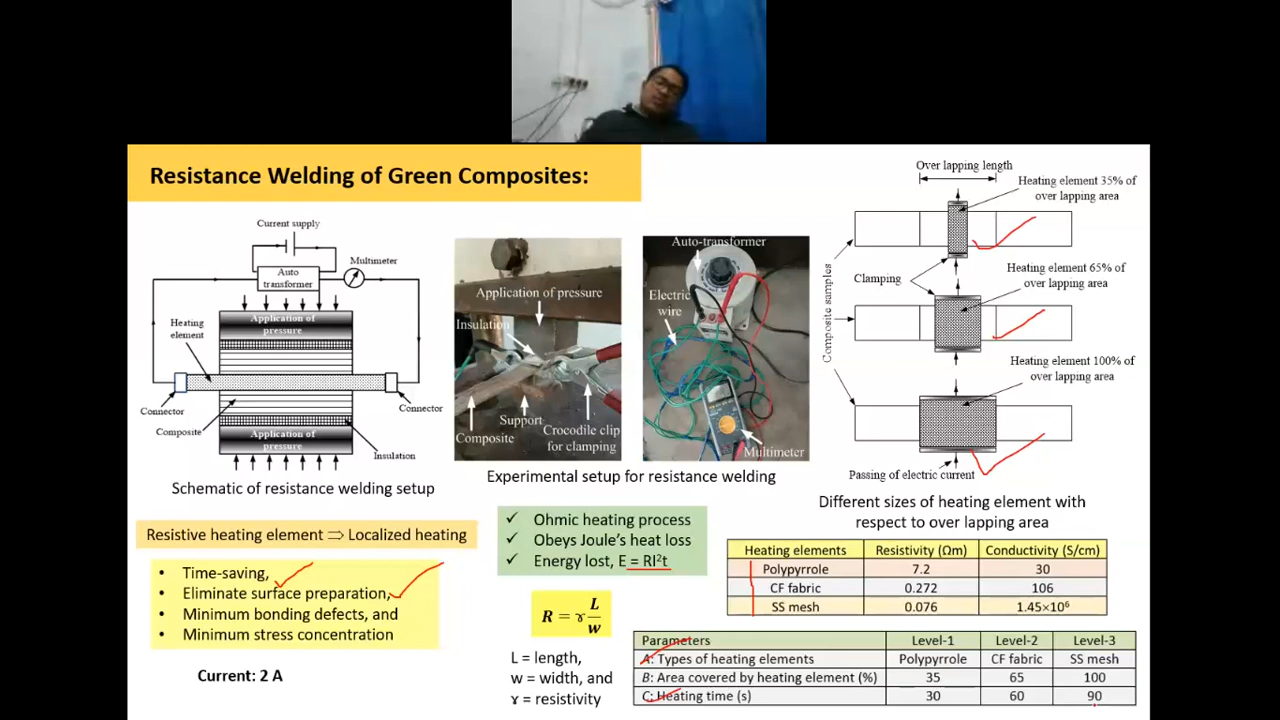 Resistance Welding of Green Composites:
Current supply
Auto
transformer
Multimeter
Application of
pressure
Heating
element
Connector
Connector
Composite
Application of
pressure
Insulation
Schematic of resistance welding setup
Application of pressure
Insulation
Support
Composite
Crocodile clip
for clamping
Auto-transformer
Electric
wire
Multimeter
Experimental setup for resistance welding
Over lapping length
Heating element 35% of
over lapping area
Clamping
Heating element 65% of
over lapping area
Composite samples
Heating element 100% of
over lapping area
Passing of electric current
Different sizes of heating element with
respect to over lapping area
Resistive heating element ⇒ Localized heating
• Time-saving,
• Eliminate surface preparation,
• Minimum bonding defects, and
• Minimum stress concentration
Current: 2 A
✓ Ohmic heating process
✓ Obeys Joule's heat loss
✓ Energy lost, E = RI²t
R = ɤ L/w
L = length,
w = width, and
ɤ = resistivity
Heating elements Resistivity (Ωm) Conductivity (S/cm)
Polypyrrole 7.2 30
CF fabric 0.272 106
SS mesh 0.076 1.45×10⁶
Parameters Level-1 Level-2 Level-3
A: Types of heating elements Polypyrrole CF fabric SS mesh
B: Area covered by heating element (%) 35 65 100
C: Heating time (s) 30 60 90